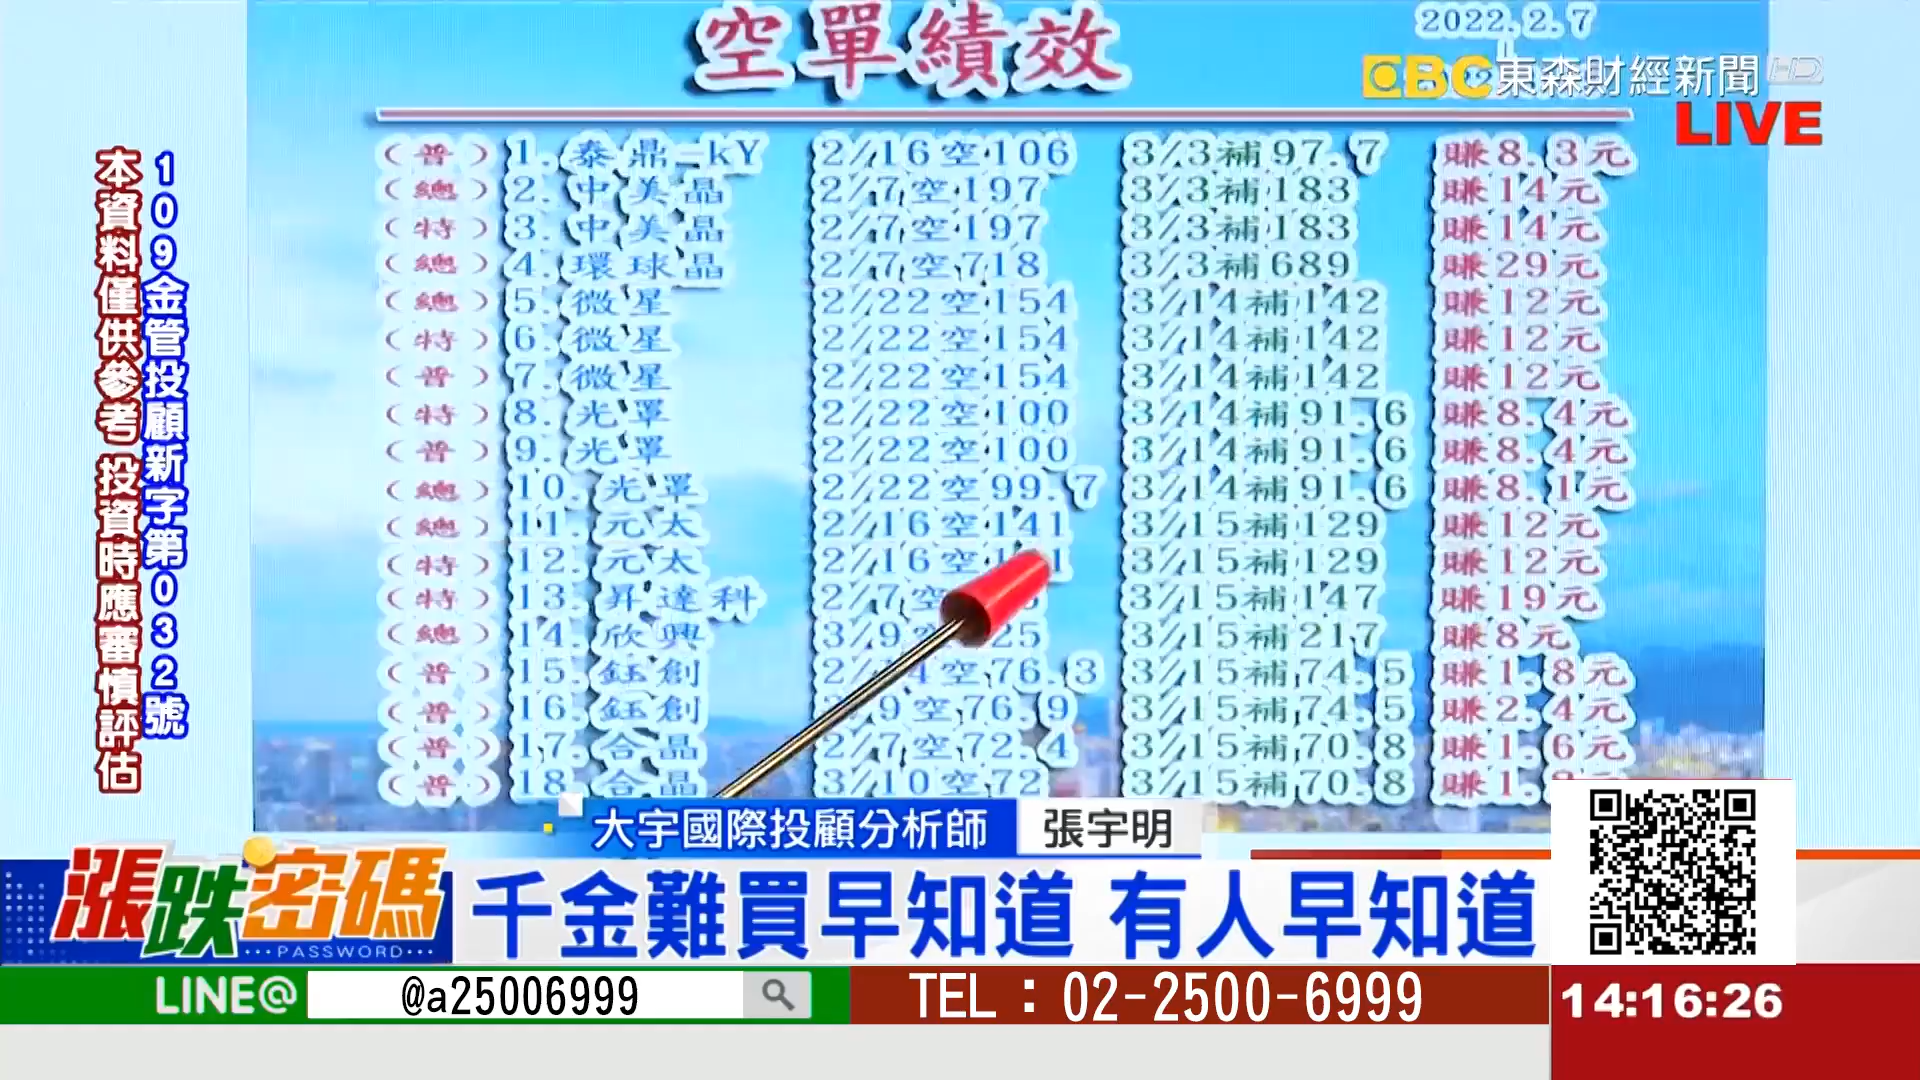 空單績效
2022.2.7
EBC東森財經新聞 HD
LIVE
109金管投顧新字第032號
本資料僅供參考 投資時應審慎評估
(普) 1.泰鼎-kY 2/16空106 3/3補97.7 賺8.3元
(總) 2.中美晶 2/7空197 3/3補183 賺14元
(特) 3.中美晶 2/7空197 3/3補183 賺14元
(總) 4.環球晶 2/7空718 3/3補689 賺29元
(總) 5.微星 2/22空154 3/14補142 賺12元
(特) 6.微星 2/22空154 3/14補142 賺12元
(普) 7.微星 2/22空154 3/14補142 賺12元
(特) 8.光罩 2/22空100 3/14補91.6 賺8.4元
(普) 9.光罩 2/22空100 3/14補91.6 賺8.4元
(總) 10.光罩 2/22空99.7 3/14補91.6 賺8.1元
(總) 11.元太 2/16空141 3/15補129 賺12元
(特) 12.元太 2/16空 3/15補129 賺12元
(特) 13.昇達科 2/7空 3/15補147 賺19元
(總) 14.欣興 3/9 25 3/15補217 賺8元
(普) 15.鈺創 空76.3 3/15補74.5 賺1.8元
(普) 16.鈺創 9空76.9 3/15補74.5 賺2.4元
(普) 17.合晶 2/7空72.4 3/15補70.8 賺1.6元
(普) 18.合晶 3/10空72 3/15補70.8 賺1.
大宇國際投顧分析師 張宇明
漲跌密碼
PASSWORD
千金難買早知道 有人早知道
LINE@ @a25006999
TEL：02-2500-6999
14:16:26